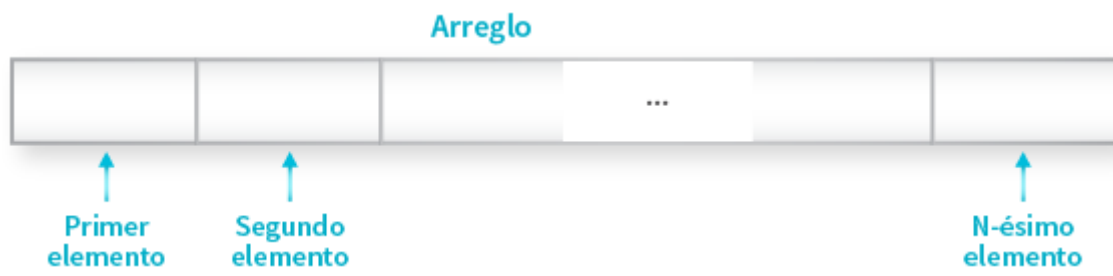 Arreglo
...
Primer
elemento
Segundo
elemento
N-ésimo
elemento